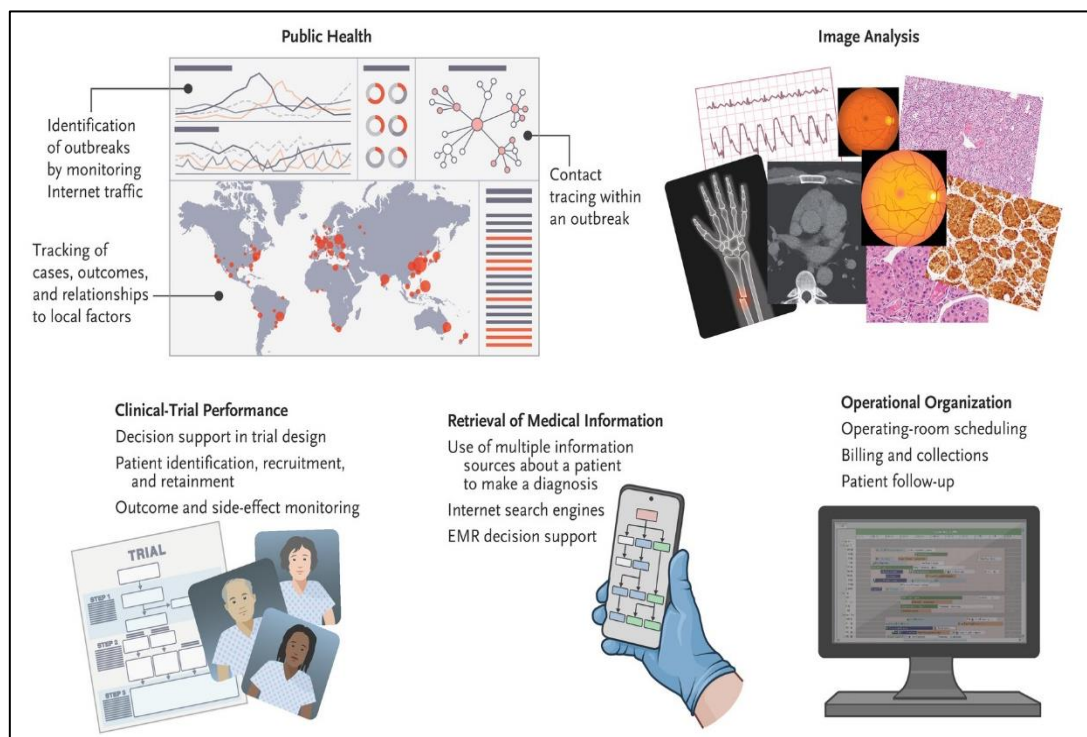 Public Health
Identification
of outbreaks
by monitoring
Internet traffic
Tracking of
cases, outcomes,
and relationships
to local factors
Contact
tracing within
an outbreak
Image Analysis
Clinical-Trial Performance
Decision support in trial design
Patient identification, recruitment,
and retainment
Outcome and side-effect monitoring
TRIAL
STEP 1
STEP 2
STEP 3
Retrieval of Medical Information
Use of multiple information
sources about a patient
to make a diagnosis
Internet search engines
EMR decision support
Operational Organization
Operating-room scheduling
Billing and collections
Patient follow-up